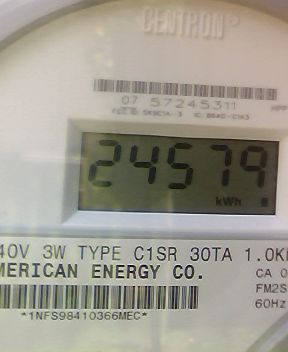 CENTRON®
07 57245311
24579
kWh
40V 3W TYPE C1SR 30TA 1.0K
MERICAN ENERGY CO.
CA 0
FM2S
60Hz
*1NFS98410366MEC*